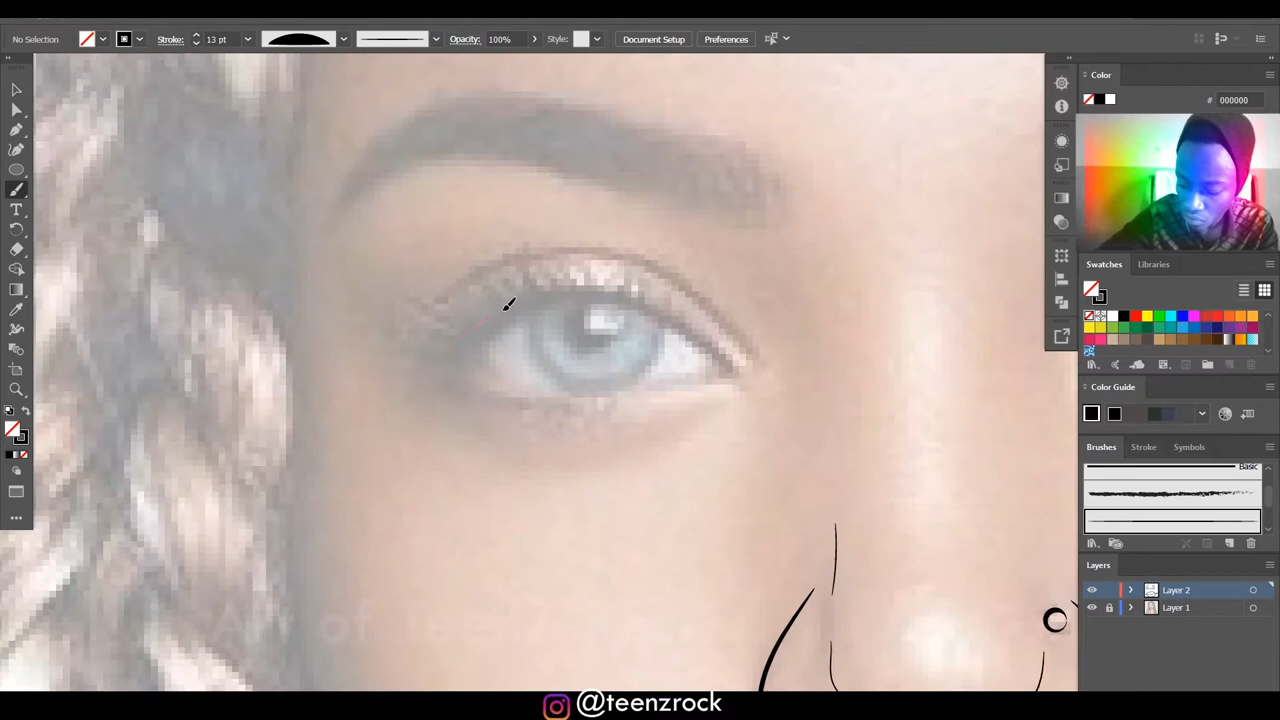 No Selection Stroke: 13 pt Opacity: 100% Style: Document Setup Preferences
Color
# 000000
Swatches Libraries
Color Guide
Brushes Stroke Symbols
Basic
Layers
Layer 2
Layer 1
@teenzrock